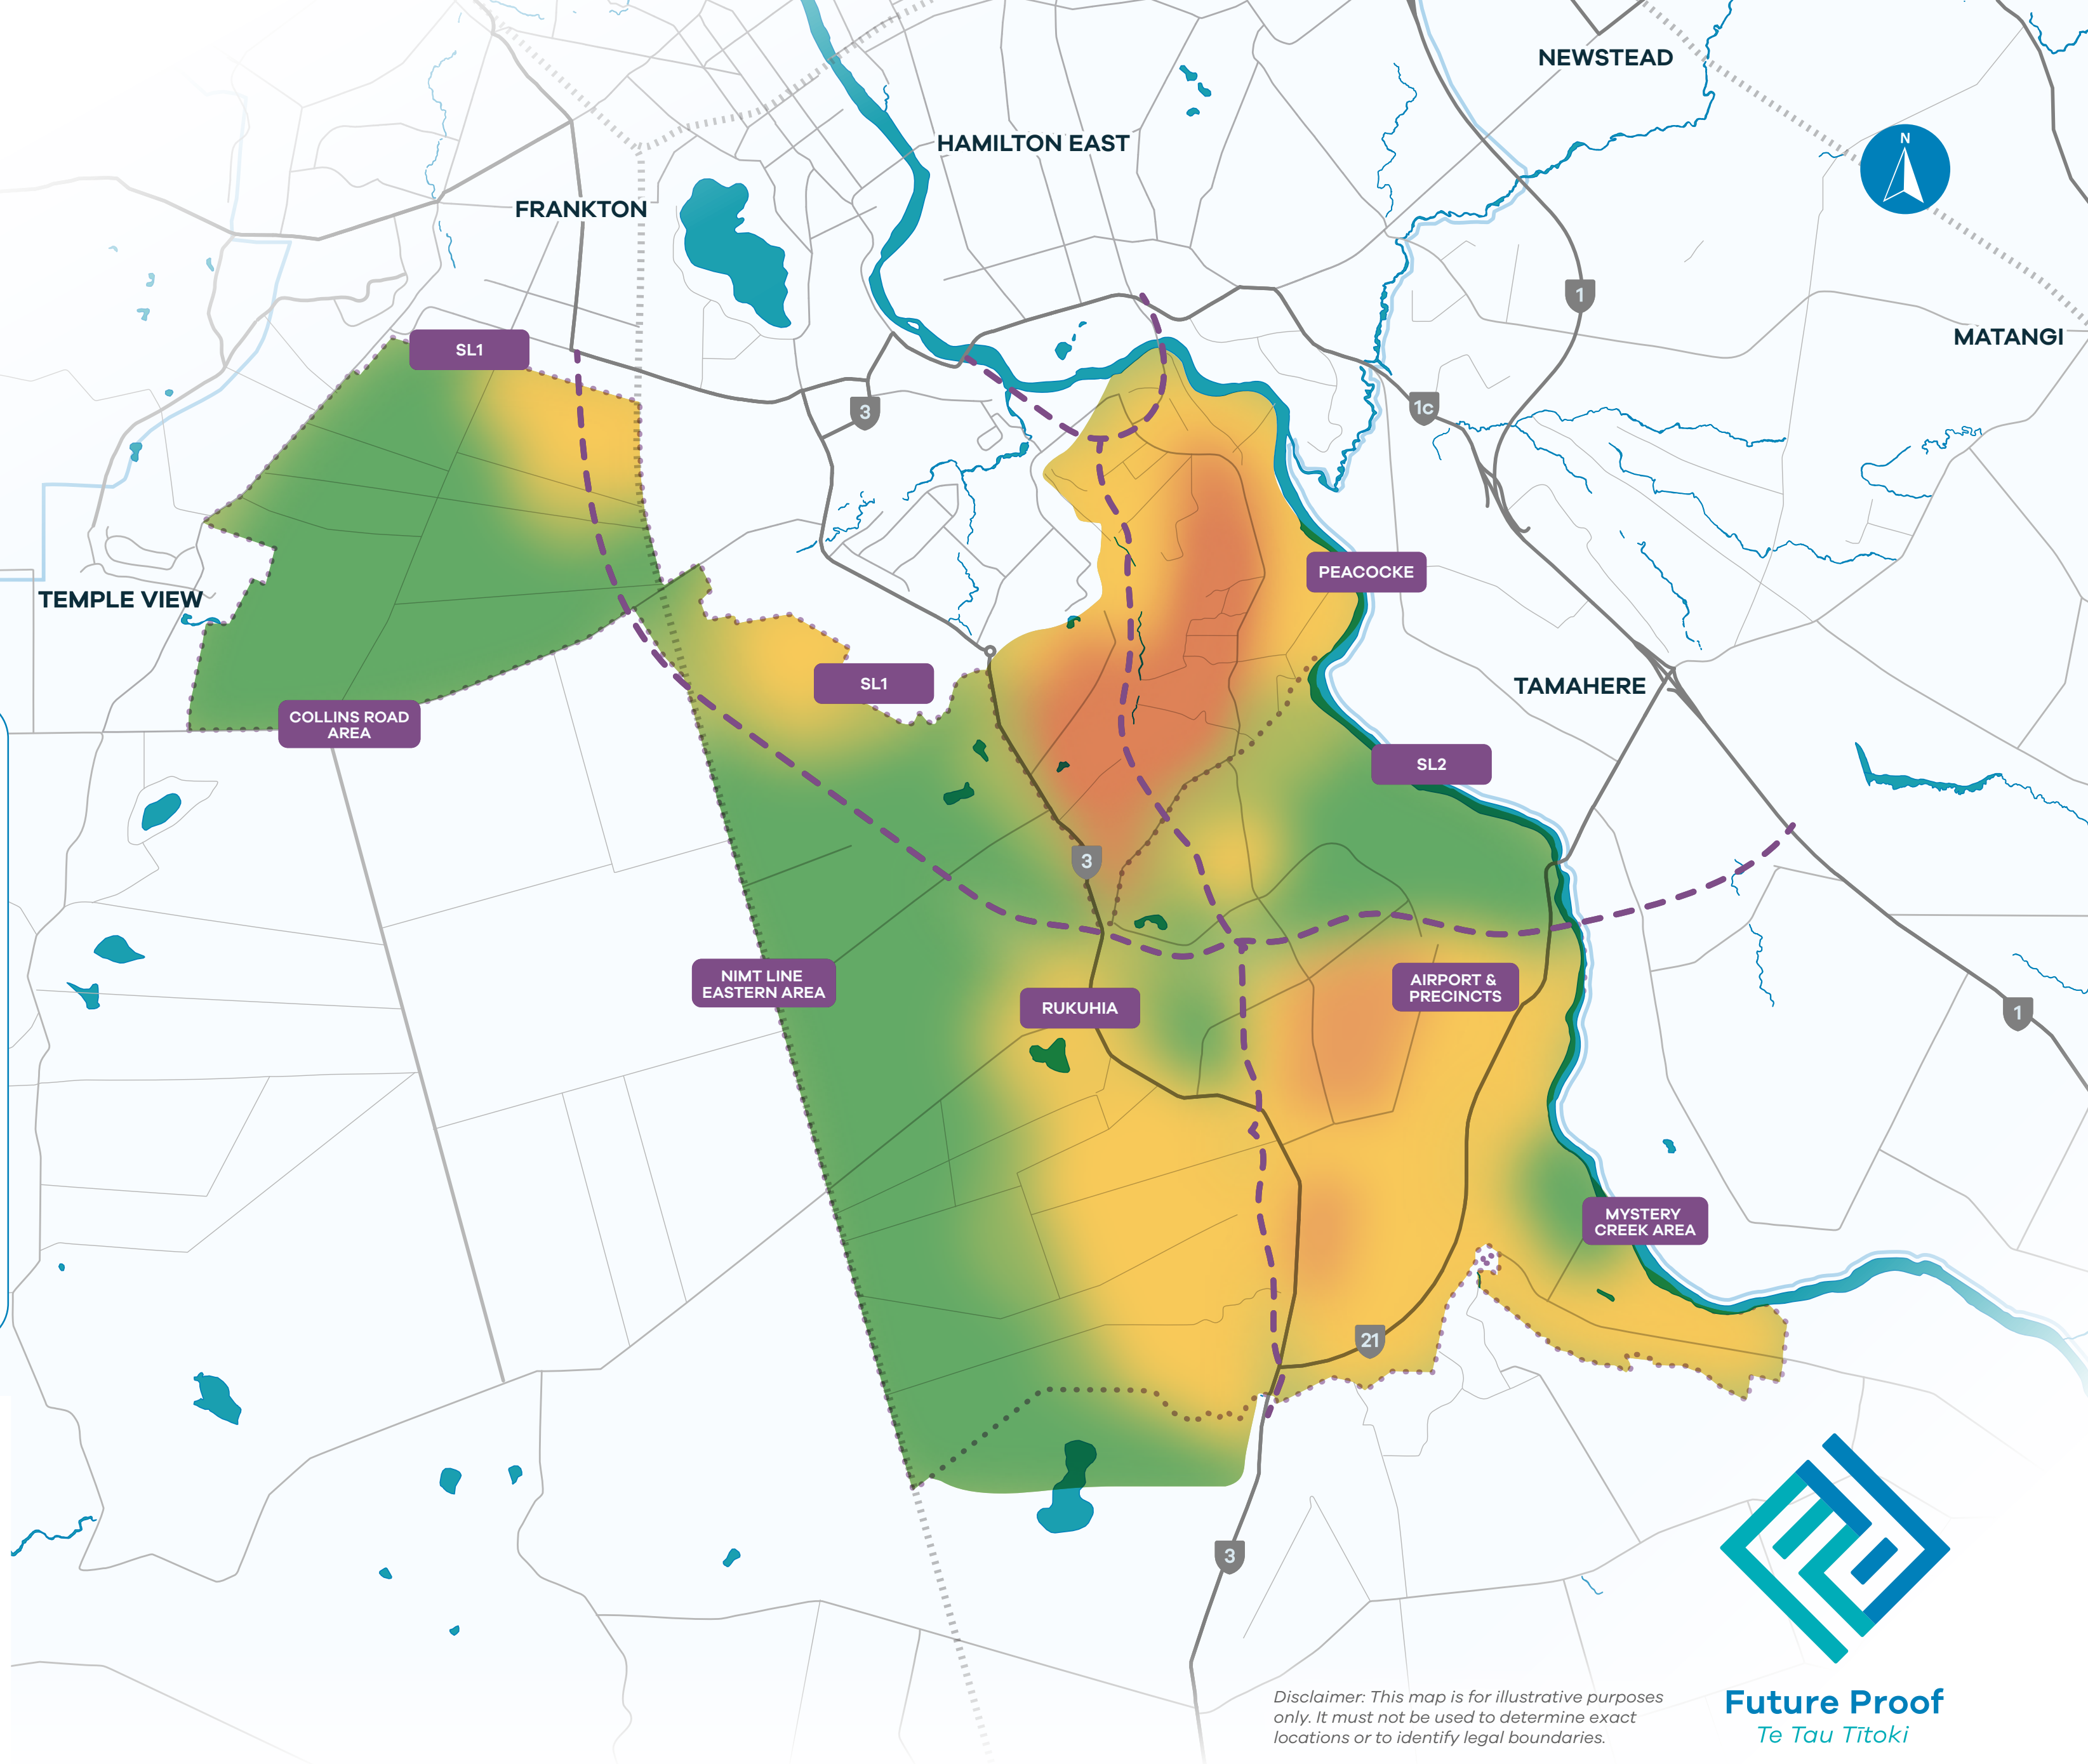 NEWSTEAD
N
HAMILTON EAST
FRANKTON
1
MATANGI
SL1
3
1c
PEACOCKE
TEMPLE VIEW
SL1
TAMAHERE
COLLINS ROAD
AREA
SL2
3
NIMT LINE
EASTERN AREA
AIRPORT &
PRECINCTS
RUKUHIA
1
MYSTERY
CREEK AREA
21
3
Disclaimer: This map is for illustrative purposes
only. It must not be used to determine exact
locations or to identify legal boundaries.
Future Proof
Te Tau Tītoki